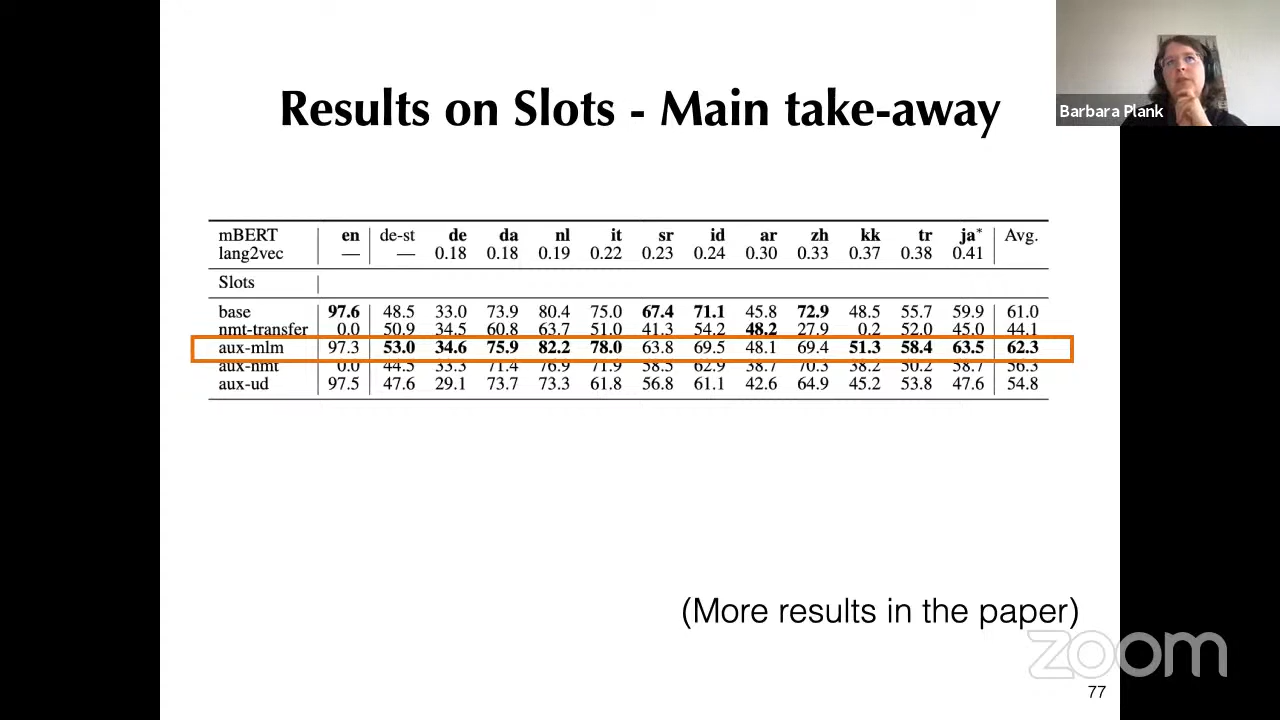 Results on Slots - Main take-away
Barbara Plank
mBERT en de-st de da nl it sr id ar zh kk tr ja* Avg.
lang2vec — — 0.18 0.18 0.19 0.22 0.23 0.24 0.30 0.33 0.37 0.38 0.41
Slots
base 97.6 48.5 33.0 73.9 80.4 75.0 67.4 71.1 45.8 72.9 48.5 55.7 59.9 61.0
nmt-transfer 0.0 50.9 34.5 60.8 63.7 51.0 41.3 54.2 48.2 27.9 0.2 52.0 45.0 44.1
aux-mlm 97.3 53.0 34.6 75.9 82.2 78.0 63.8 69.5 48.1 69.4 51.3 58.4 63.5 62.3
aux-nmt 0.0 44.5 33.3 71.4 76.9 71.9 58.5 62.9 38.7 70.3 38.2 50.2 58.7 56.3
aux-ud 97.5 47.6 29.1 73.7 73.3 61.8 56.8 61.1 42.6 64.9 45.2 53.8 47.6 54.8
(More results in the paper)
zoom
77